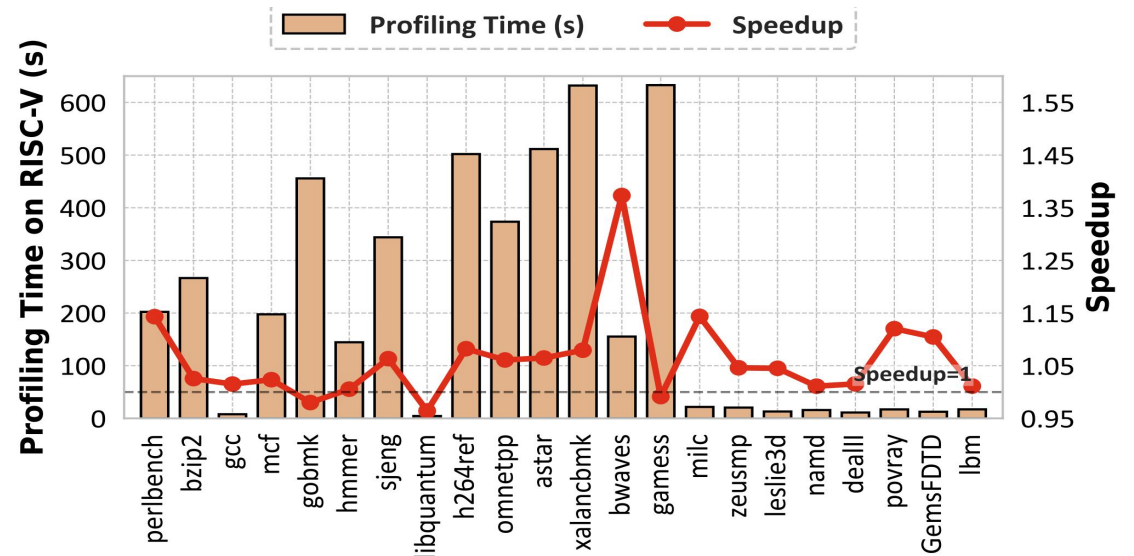 Profiling Time (s)
Speedup
Profiling Time on RISC-V (s)
600
500
400
300
200
100
0
1.55
1.45
1.35
1.25
1.15
1.05
0.95
Speedup
Speedup=1
perlbench
bzip2
gcc
mcf
gobmk
hmmer
sjeng
libquantum
h264ref
omnetpp
astar
xalancbmk
bwaves
gamess
milc
zeusmp
leslie3d
namd
dealII
povray
GemsFDTD
lbm